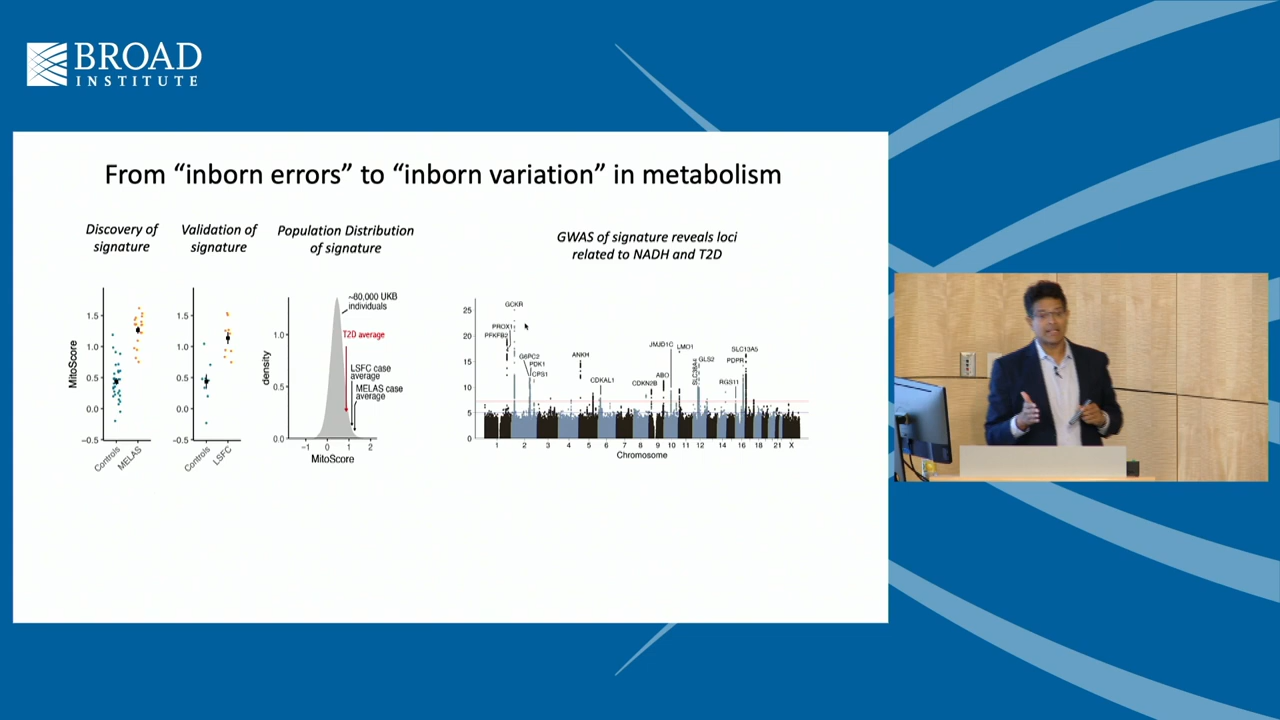 BROAD
INSTITUTE
From “inborn errors” to “inborn variation” in metabolism
Discovery of
signature
Validation of
signature
Population Distribution
of signature
GWAS of signature reveals loci
related to NADH and T2D
MitoScore
1.5
1.0
0.5
0.0
−0.5
Controls
MELAS
1.5
1.0
0.5
0.0
−0.5
Controls
LSFC
density
1.0
0.5
0.0
−1
0
1
2
MitoScore
~80,000 UKB
individuals
T2D average
LSFC case
average
MELAS case
average
25
20
15
10
5
0
GCKR
PROX1
PFKFB2
G6PC2
PDK1
CPS1
ANKH
CDKAL1
CDKN2B
ABO
JMJD1C
LMO1
SLC38A4
GLS2
RGS11
PDPR
SLC13A5
1
2
3
4
5
6
7
8
9
10
11
12
14
16
18
21
X
Chromosome